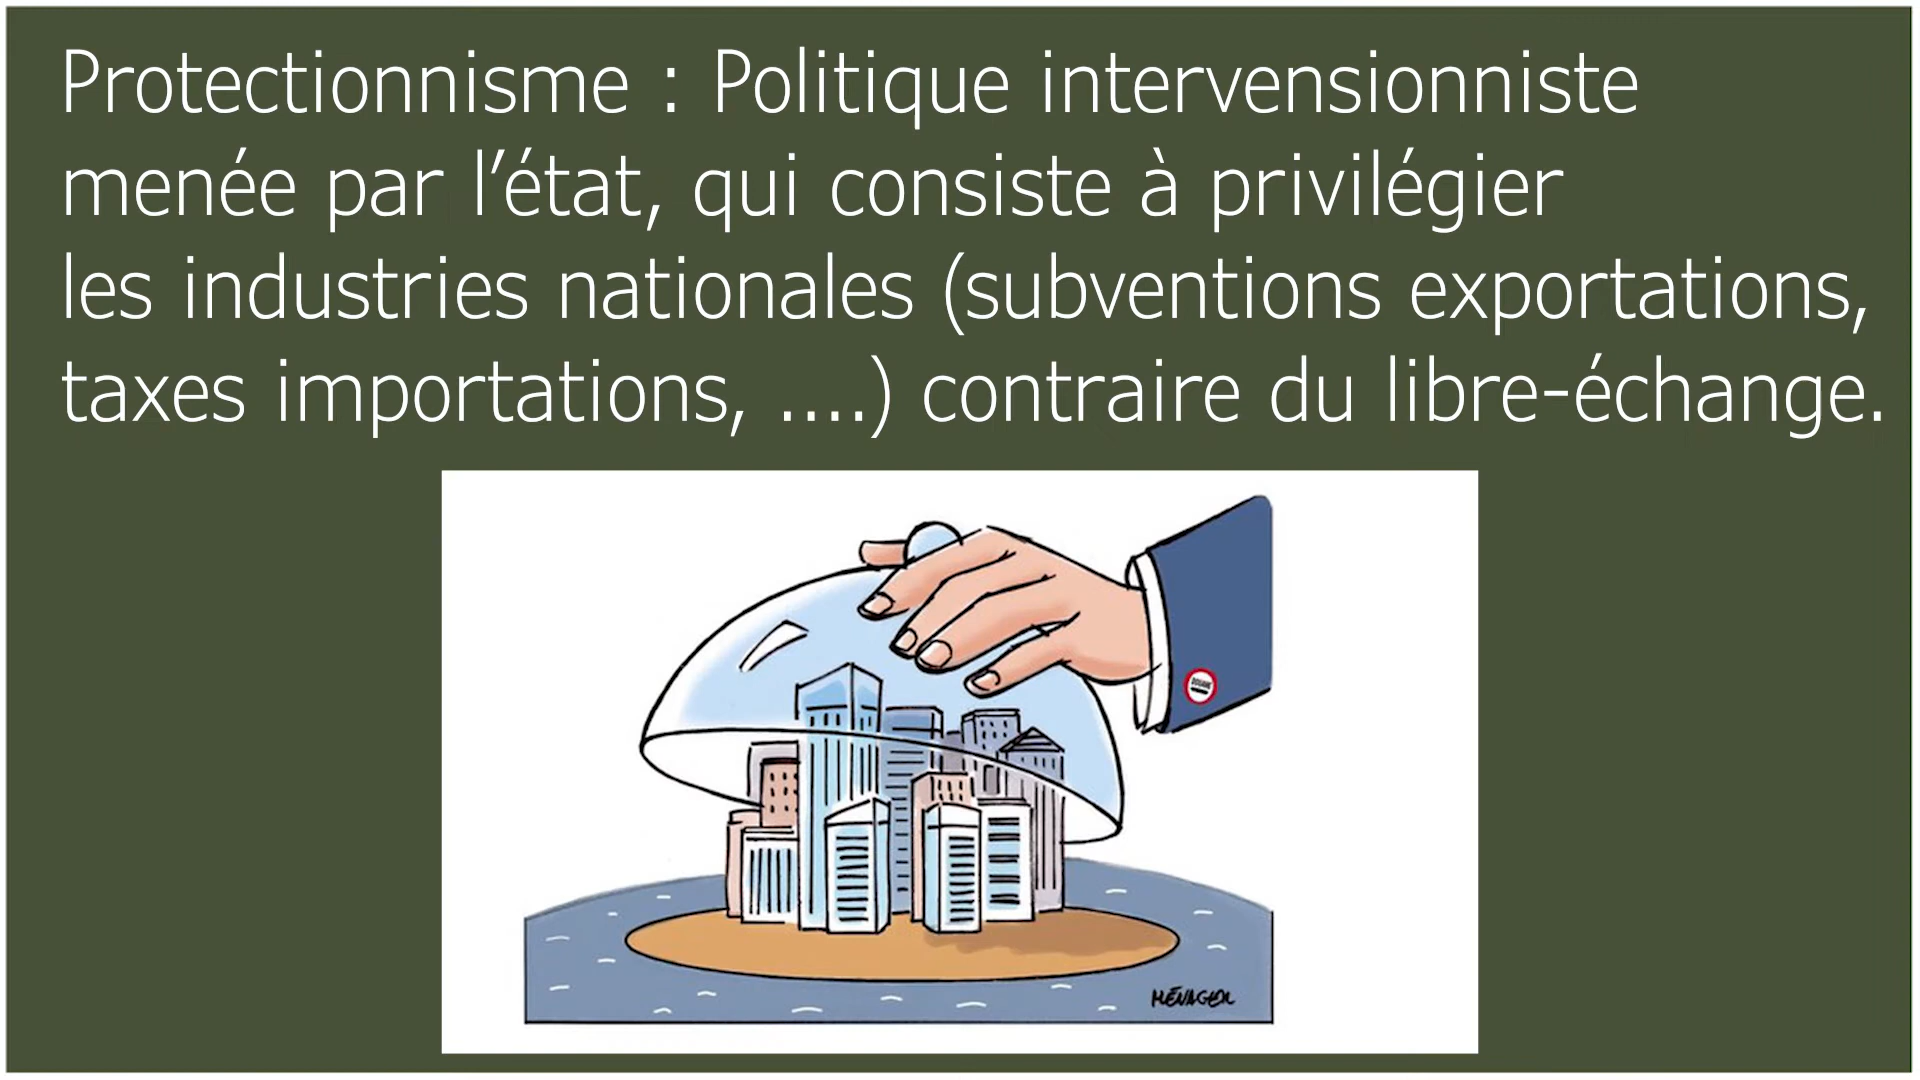 Protectionnisme : Politique intervensionniste
menée par l’état, qui consiste à privilégier
les industries nationales (subventions exportations,
taxes importations, ....) contraire du libre-échange.
DOUANE